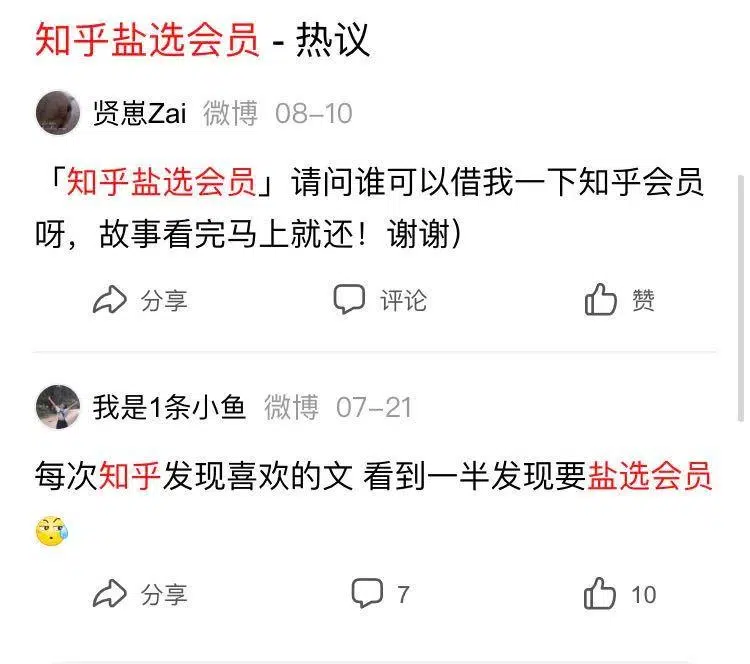 知乎盐选会员 - 热议
贤崽Zai 微博 08-10
「知乎盐选会员」请问谁可以借我一下知乎会员
呀，故事看完马上就还！谢谢）
分享 评论 赞
我是1条小鱼 微博 07-21
每次知乎发现喜欢的文 看到一半发现要盐选会员
分享 7 10